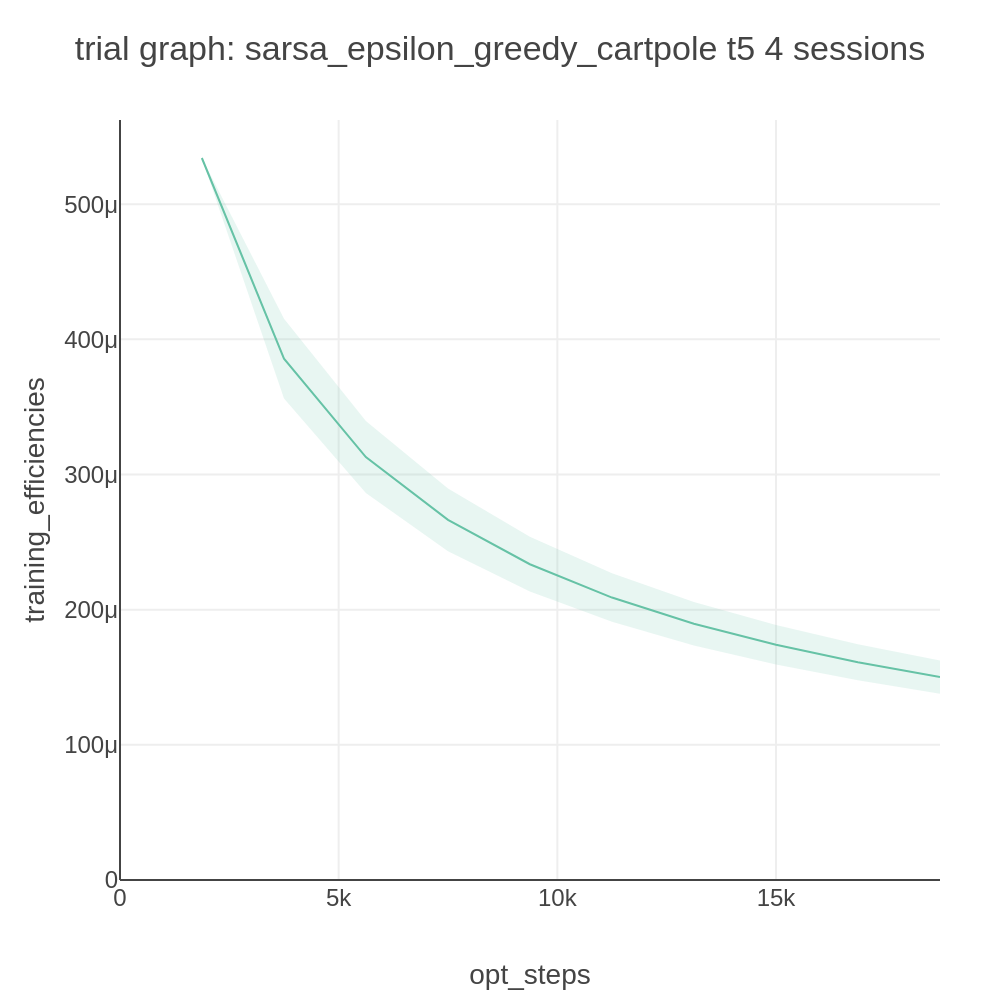 trial graph: sarsa_epsilon_greedy_cartpole t5 4 sessions
training_efficiencies
500μ
400μ
300μ
200μ
100μ
0
0
5k
10k
15k
opt_steps